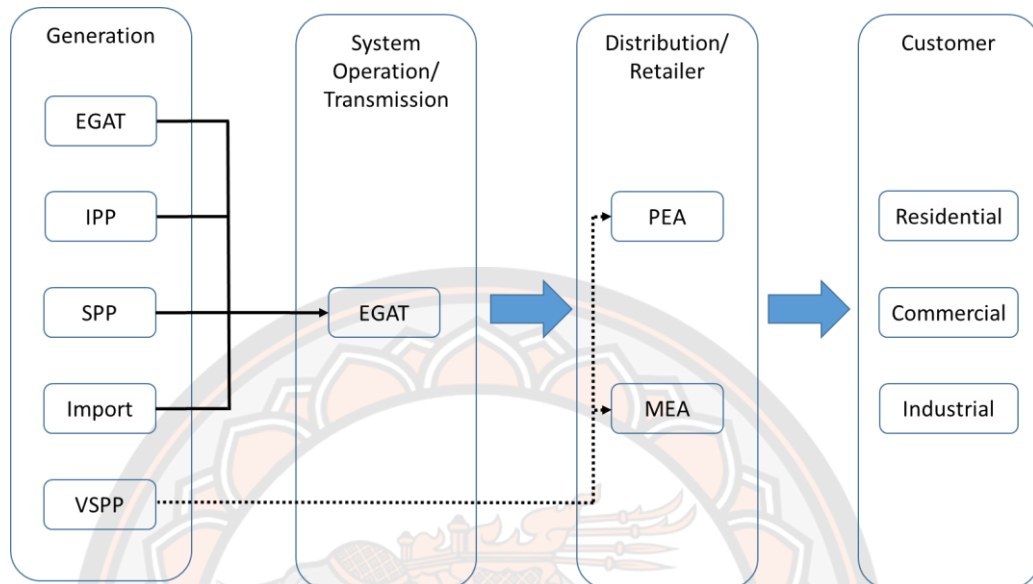 Generation
EGAT
IPP
SPP
Import
VSPP
System
Operation/
Transmission
EGAT
Distribution/
Retailer
PEA
MEA
Customer
Residential
Commercial
Industrial